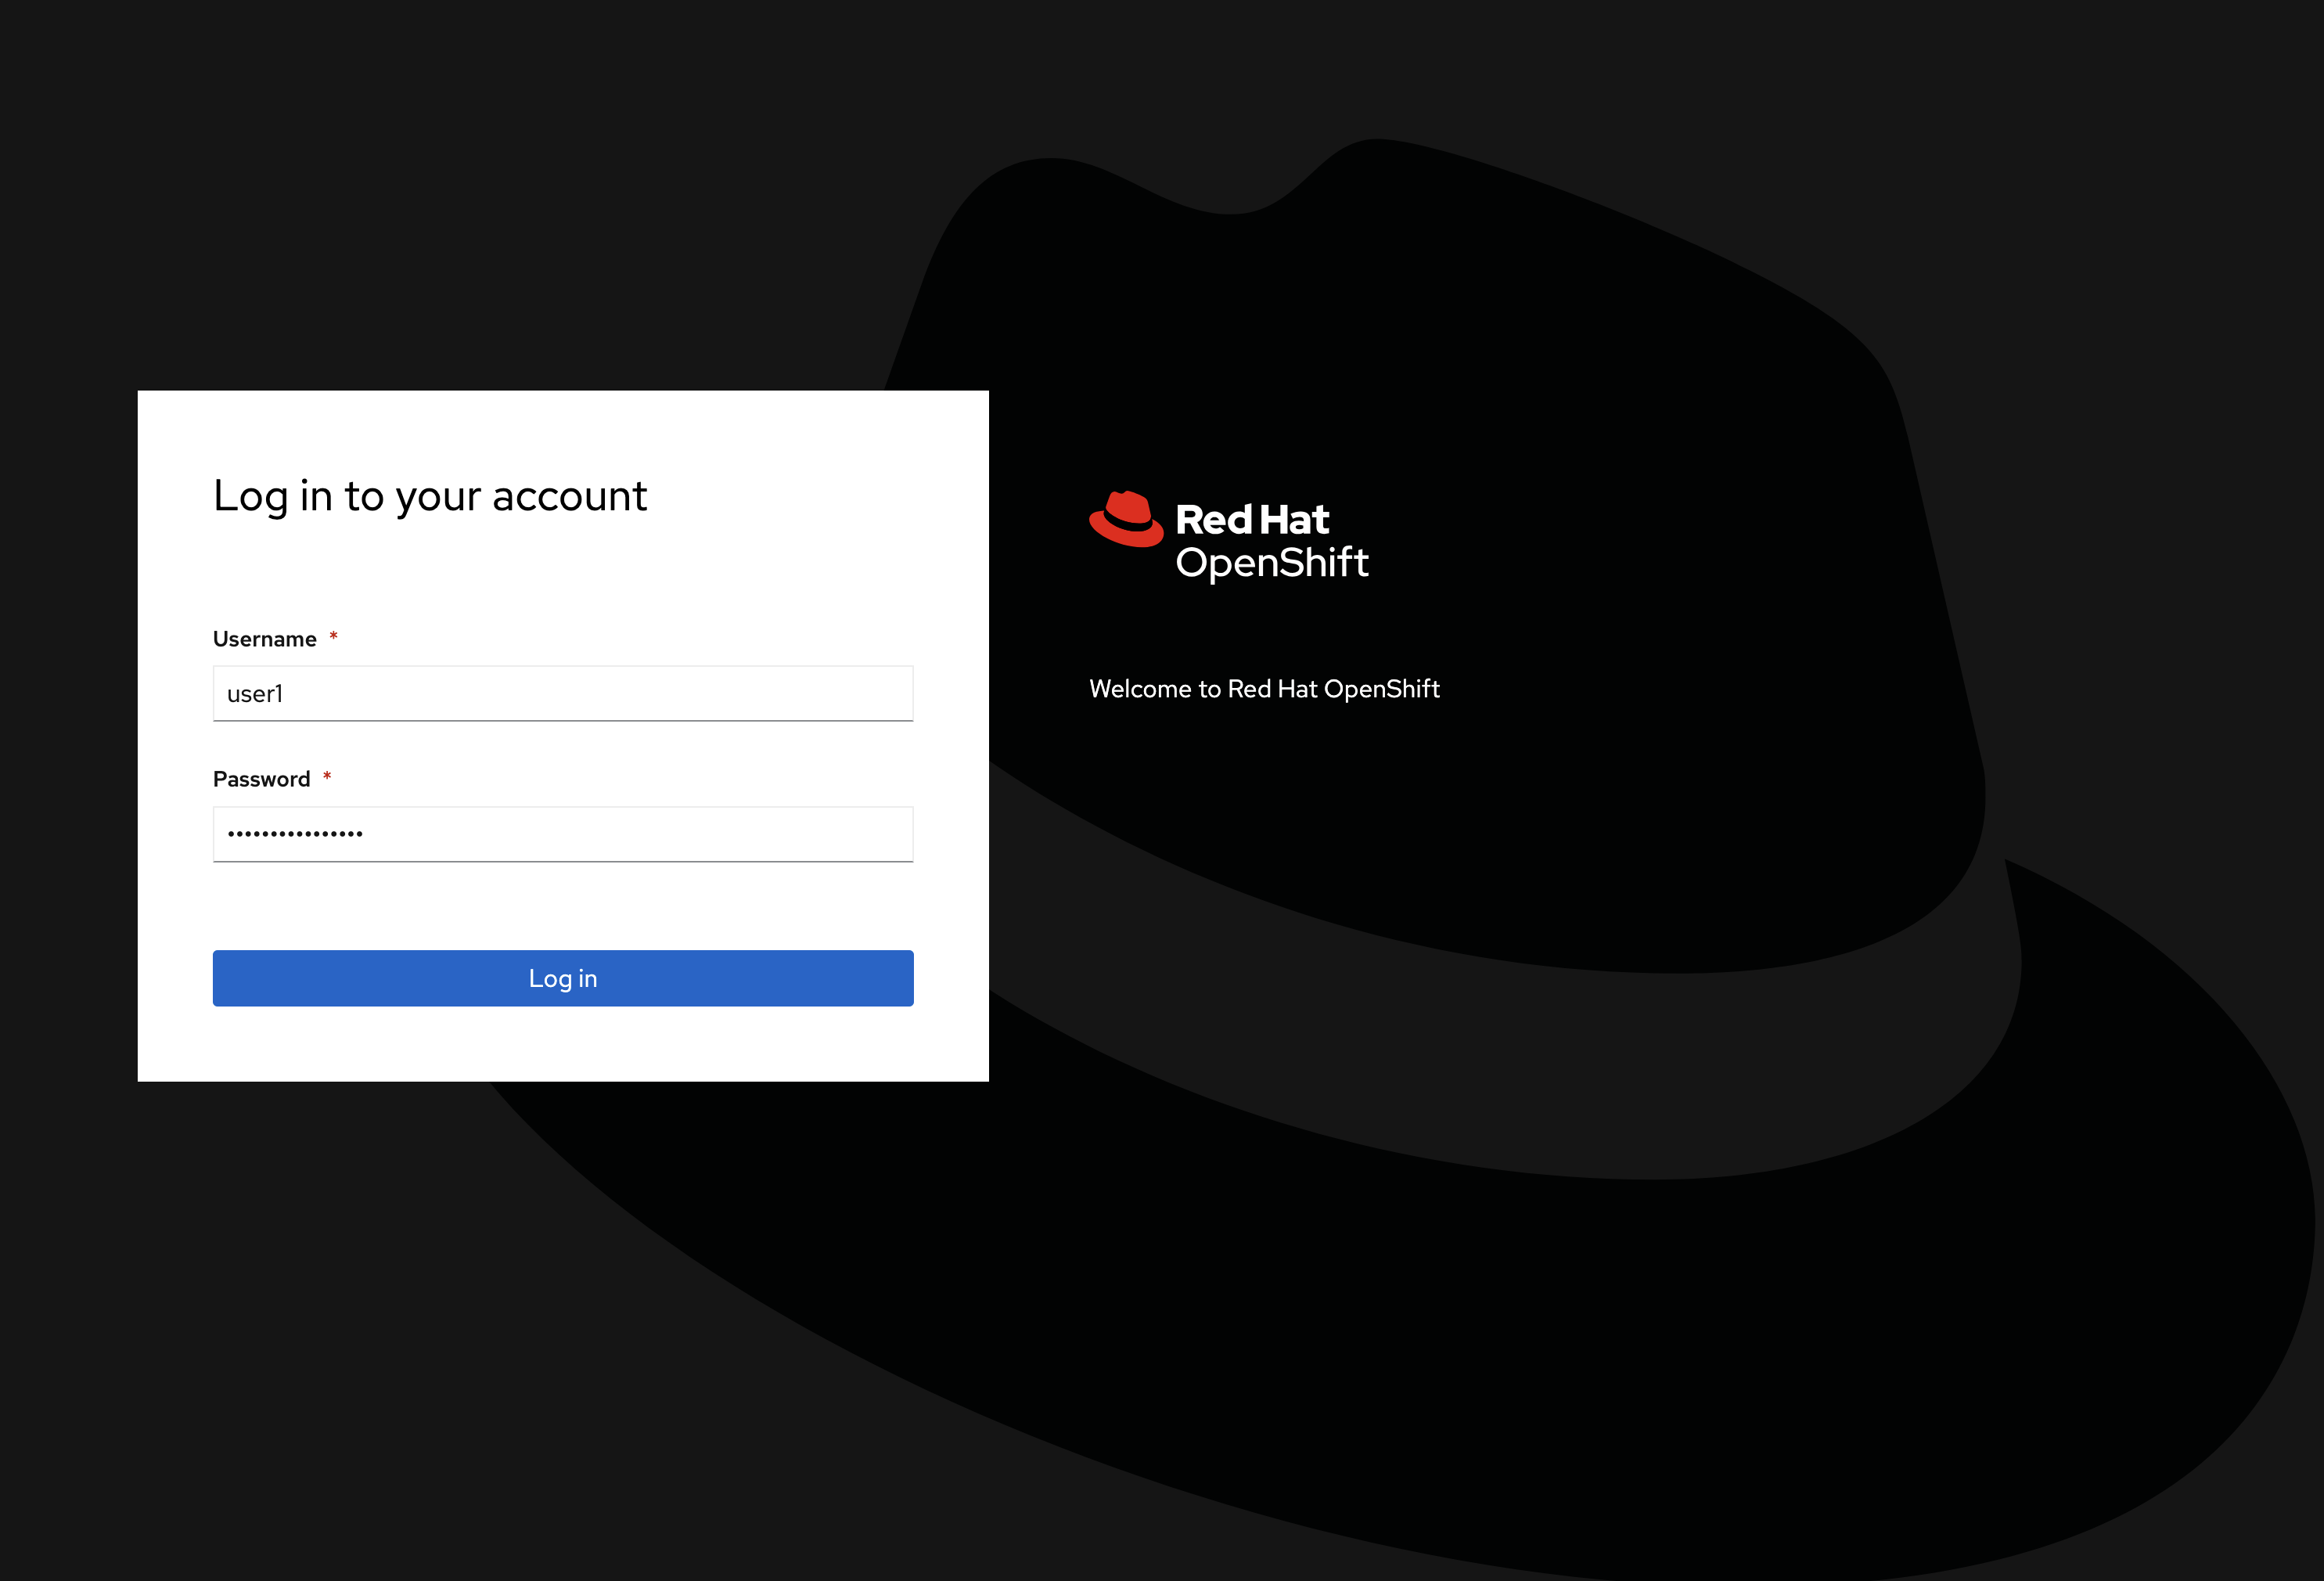 Log in to your account
Username *
user1
Password *
••••••••••••••••
Log in
Red Hat
OpenShift
Welcome to Red Hat OpenShift